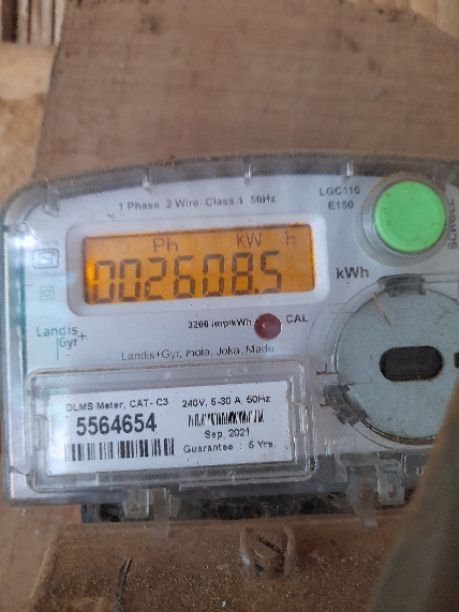 1 Phase 2 Wire Class 1 50Hz
LGC110
E150
SCROLL
Ph kW h
002608.5
kWh
3200 imp/kWh
CAL
Landis
Gyr+
Landis+Gyr, India, Joka, Made
DLMS Meter, CAT- C3
240V, 5-30 A, 50Hz
5564654
Sep, 2021
Guarantee : 5 Yrs.